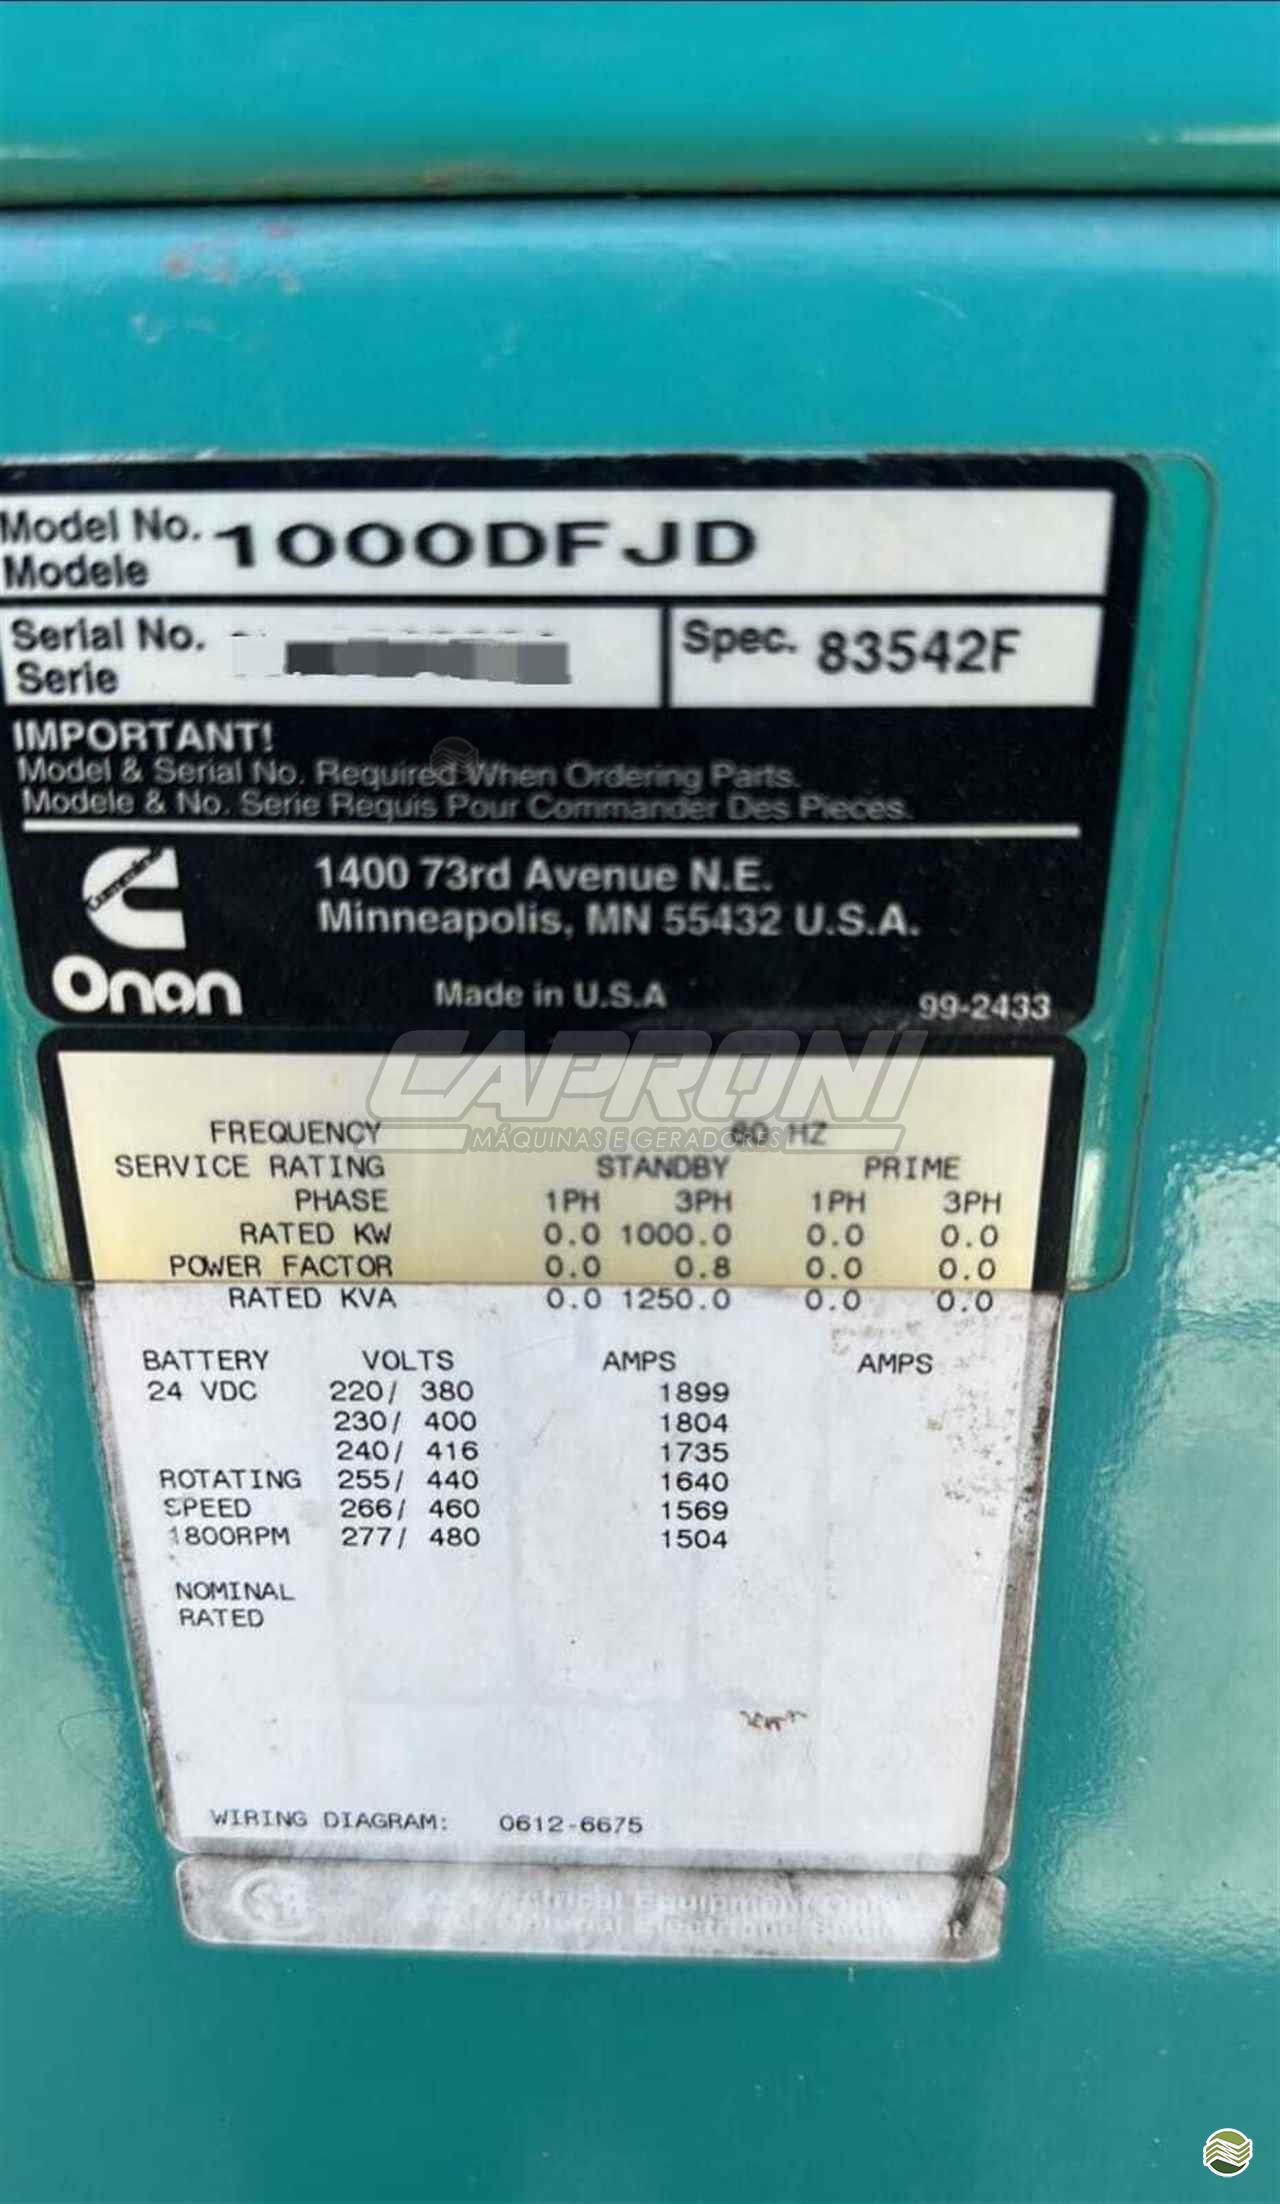 Model No. 1000DFJD
Modele
Serial No.
Serie
Spec. 83542F
IMPORTANT!
Model & Serial No. Required When Ordering Parts.
Modele & No. Serie Requis Pour Commander Des Pieces.
Cummins
Onan
1400 73rd Avenue N.E.
Minneapolis, MN 55432 U.S.A.
Made in U.S.A
99-2433
CAPRONI
MÁQUINAS E GERADORES
FREQUENCY 60 HZ
SERVICE RATING STANDBY PRIME
PHASE 1PH 3PH 1PH 3PH
RATED KW 0.0 1000.0 0.0 0.0
POWER FACTOR 0.0 0.8 0.0 0.0
RATED KVA 0.0 1250.0 0.0 0.0
BATTERY VOLTS AMPS AMPS
24 VDC 220/ 380 1899
230/ 400 1804
240/ 416 1735
ROTATING 255/ 440 1640
SPEED 266/ 460 1569
1800RPM 277/ 480 1504
NOMINAL
RATED
WIRING DIAGRAM: 0612-6675
Electrical Equipment Only